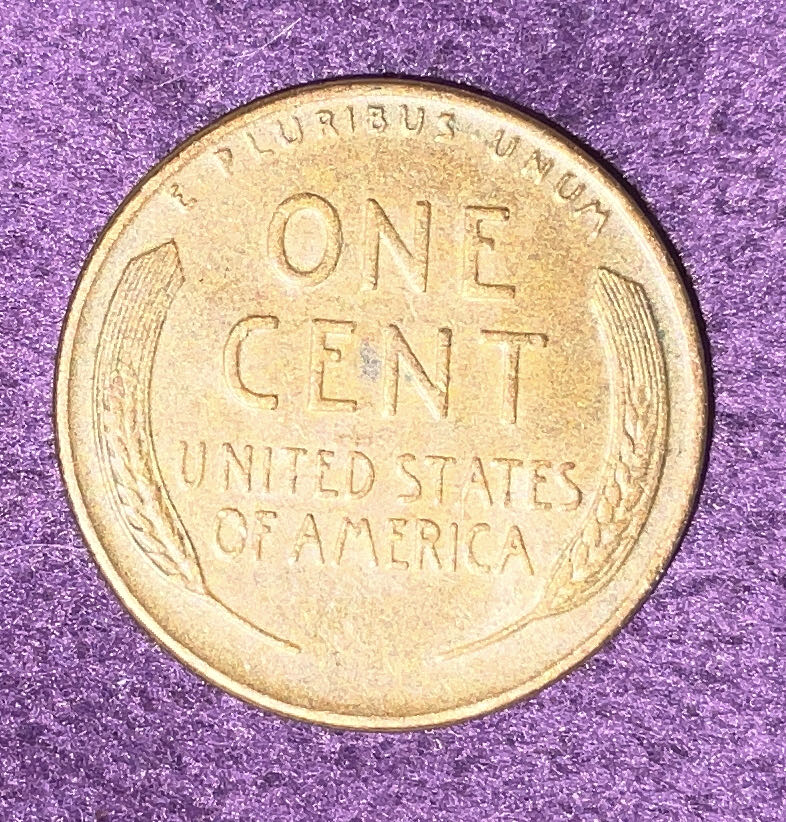 E PLURIBUS UNUM
ONE
CENT
UNITED STATES
OF AMERICA